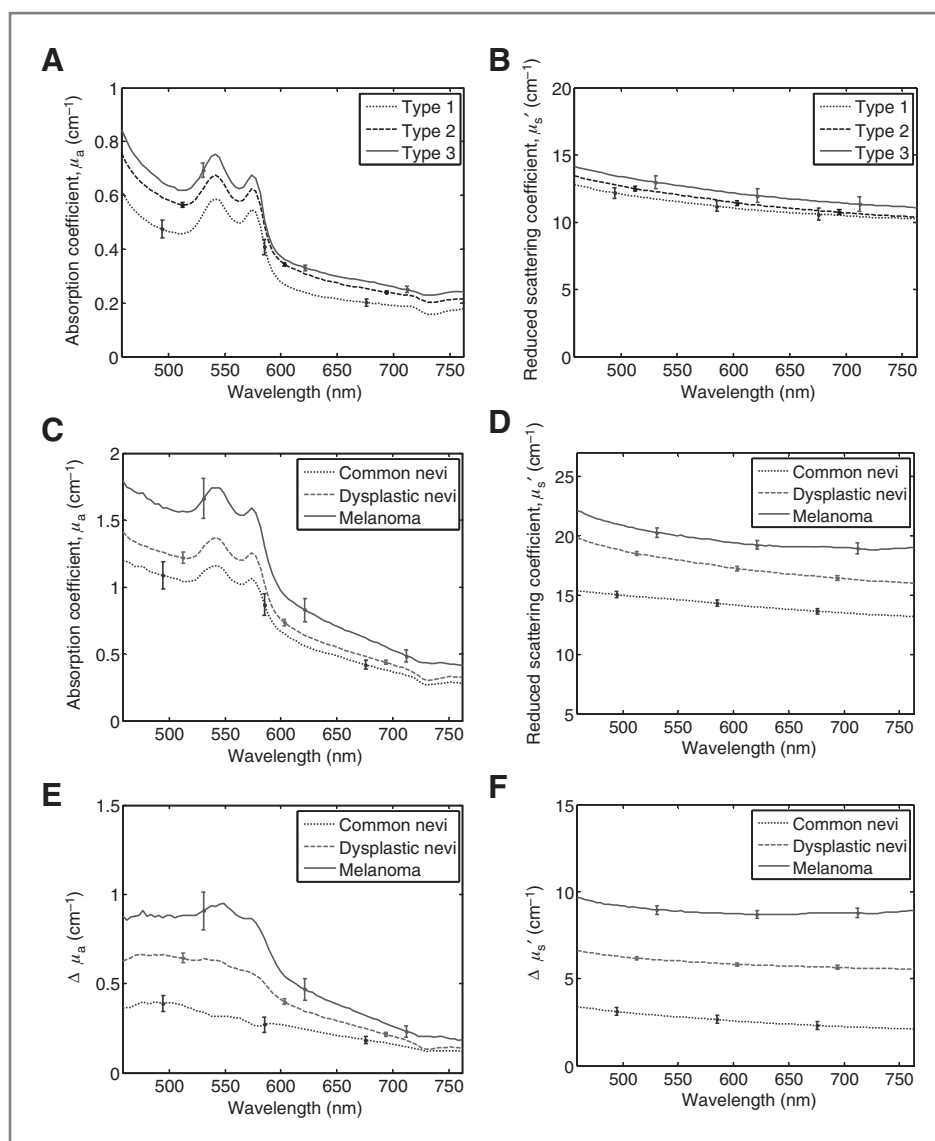 A
Absorption coefficient, μa (cm–1)
1
0.8
0.6
0.4
0.2
0
500 550 600 650 700 750
Wavelength (nm)
Type 1
Type 2
Type 3
B
Reduced scattering coefficient, μs′ (cm–1)
20
15
10
5
0
500 550 600 650 700 750
Wavelength (nm)
Type 1
Type 2
Type 3
C
Absorption coefficient, μa (cm–1)
2
1.5
1
0.5
0
500 550 600 650 700 750
Wavelength (nm)
Common nevi
Dysplastic nevi
Melanoma
D
Reduced scattering coefficient, μs′ (cm–1)
25
20
15
10
5
500 550 600 650 700 750
Wavelength (nm)
Common nevi
Dysplastic nevi
Melanoma
E
Δ μa (cm–1)
1.5
1
0.5
0
500 550 600 650 700 750
Wavelength (nm)
Common nevi
Dysplastic nevi
Melanoma
F
Δ μs′ (cm–1)
15
10
5
0
500 550 600 650 700 750
Wavelength (nm)
Common nevi
Dysplastic nevi
Melanoma